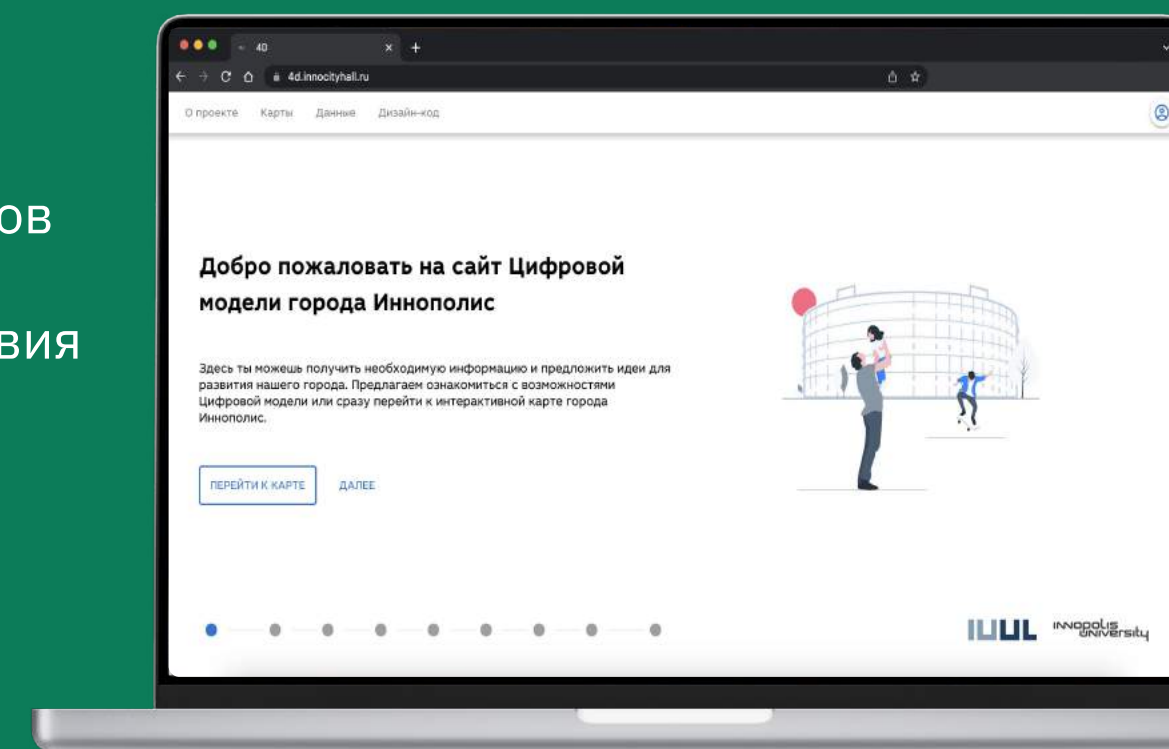 40
4d.innocityhall.ru
О проекте Карты Данные Дизайн-код
ов
вия
Добро пожаловать на сайт Цифровой
модели города Иннополис
Здесь ты можешь получить необходимую информацию и предложить идеи для
развития нашего города. Предлагаем ознакомиться с возможностями
Цифровой модели или сразу перейти к интерактивной карте города
Иннополис.
ПЕРЕЙТИ К КАРТЕ ДАЛЕЕ
IUUL INNOPOLIS UNIVERSITY